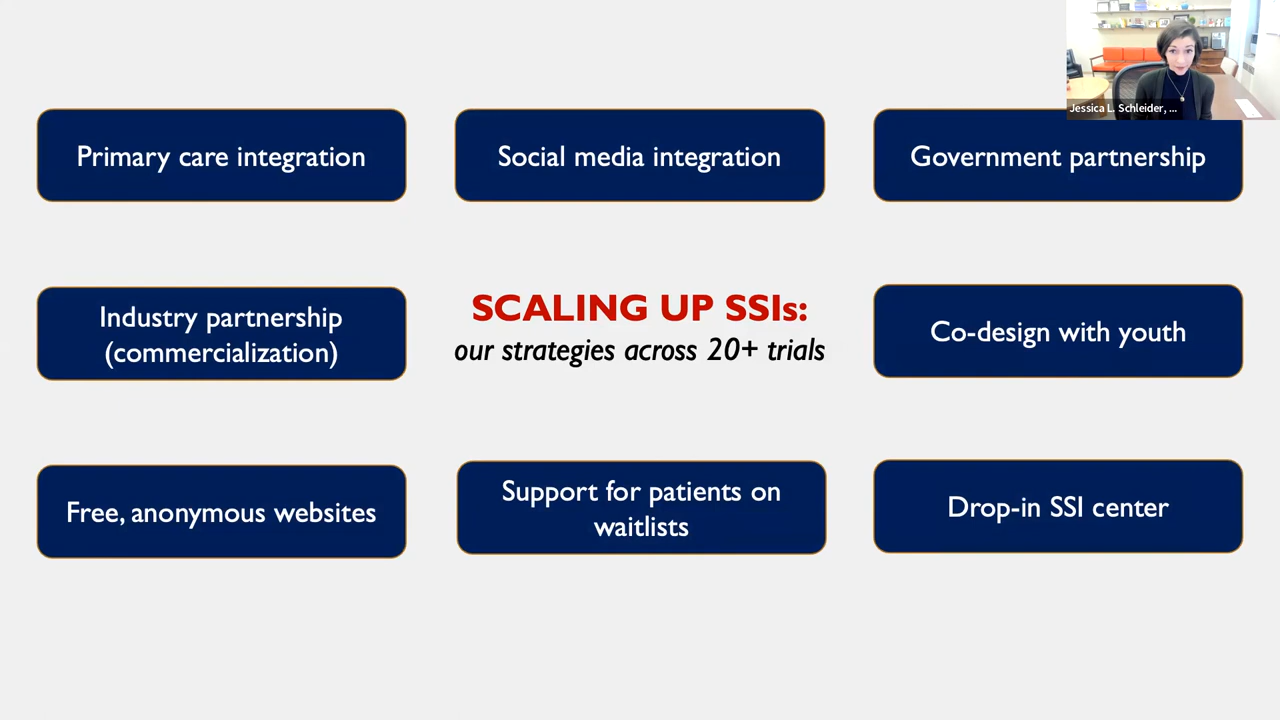 Jessica L. Schleider, ...
Primary care integration
Social media integration
Government partnership
Industry partnership
(commercialization)
SCALING UP SSIs:
our strategies across 20+ trials
Co-design with youth
Free, anonymous websites
Support for patients on
waitlists
Drop-in SSI center